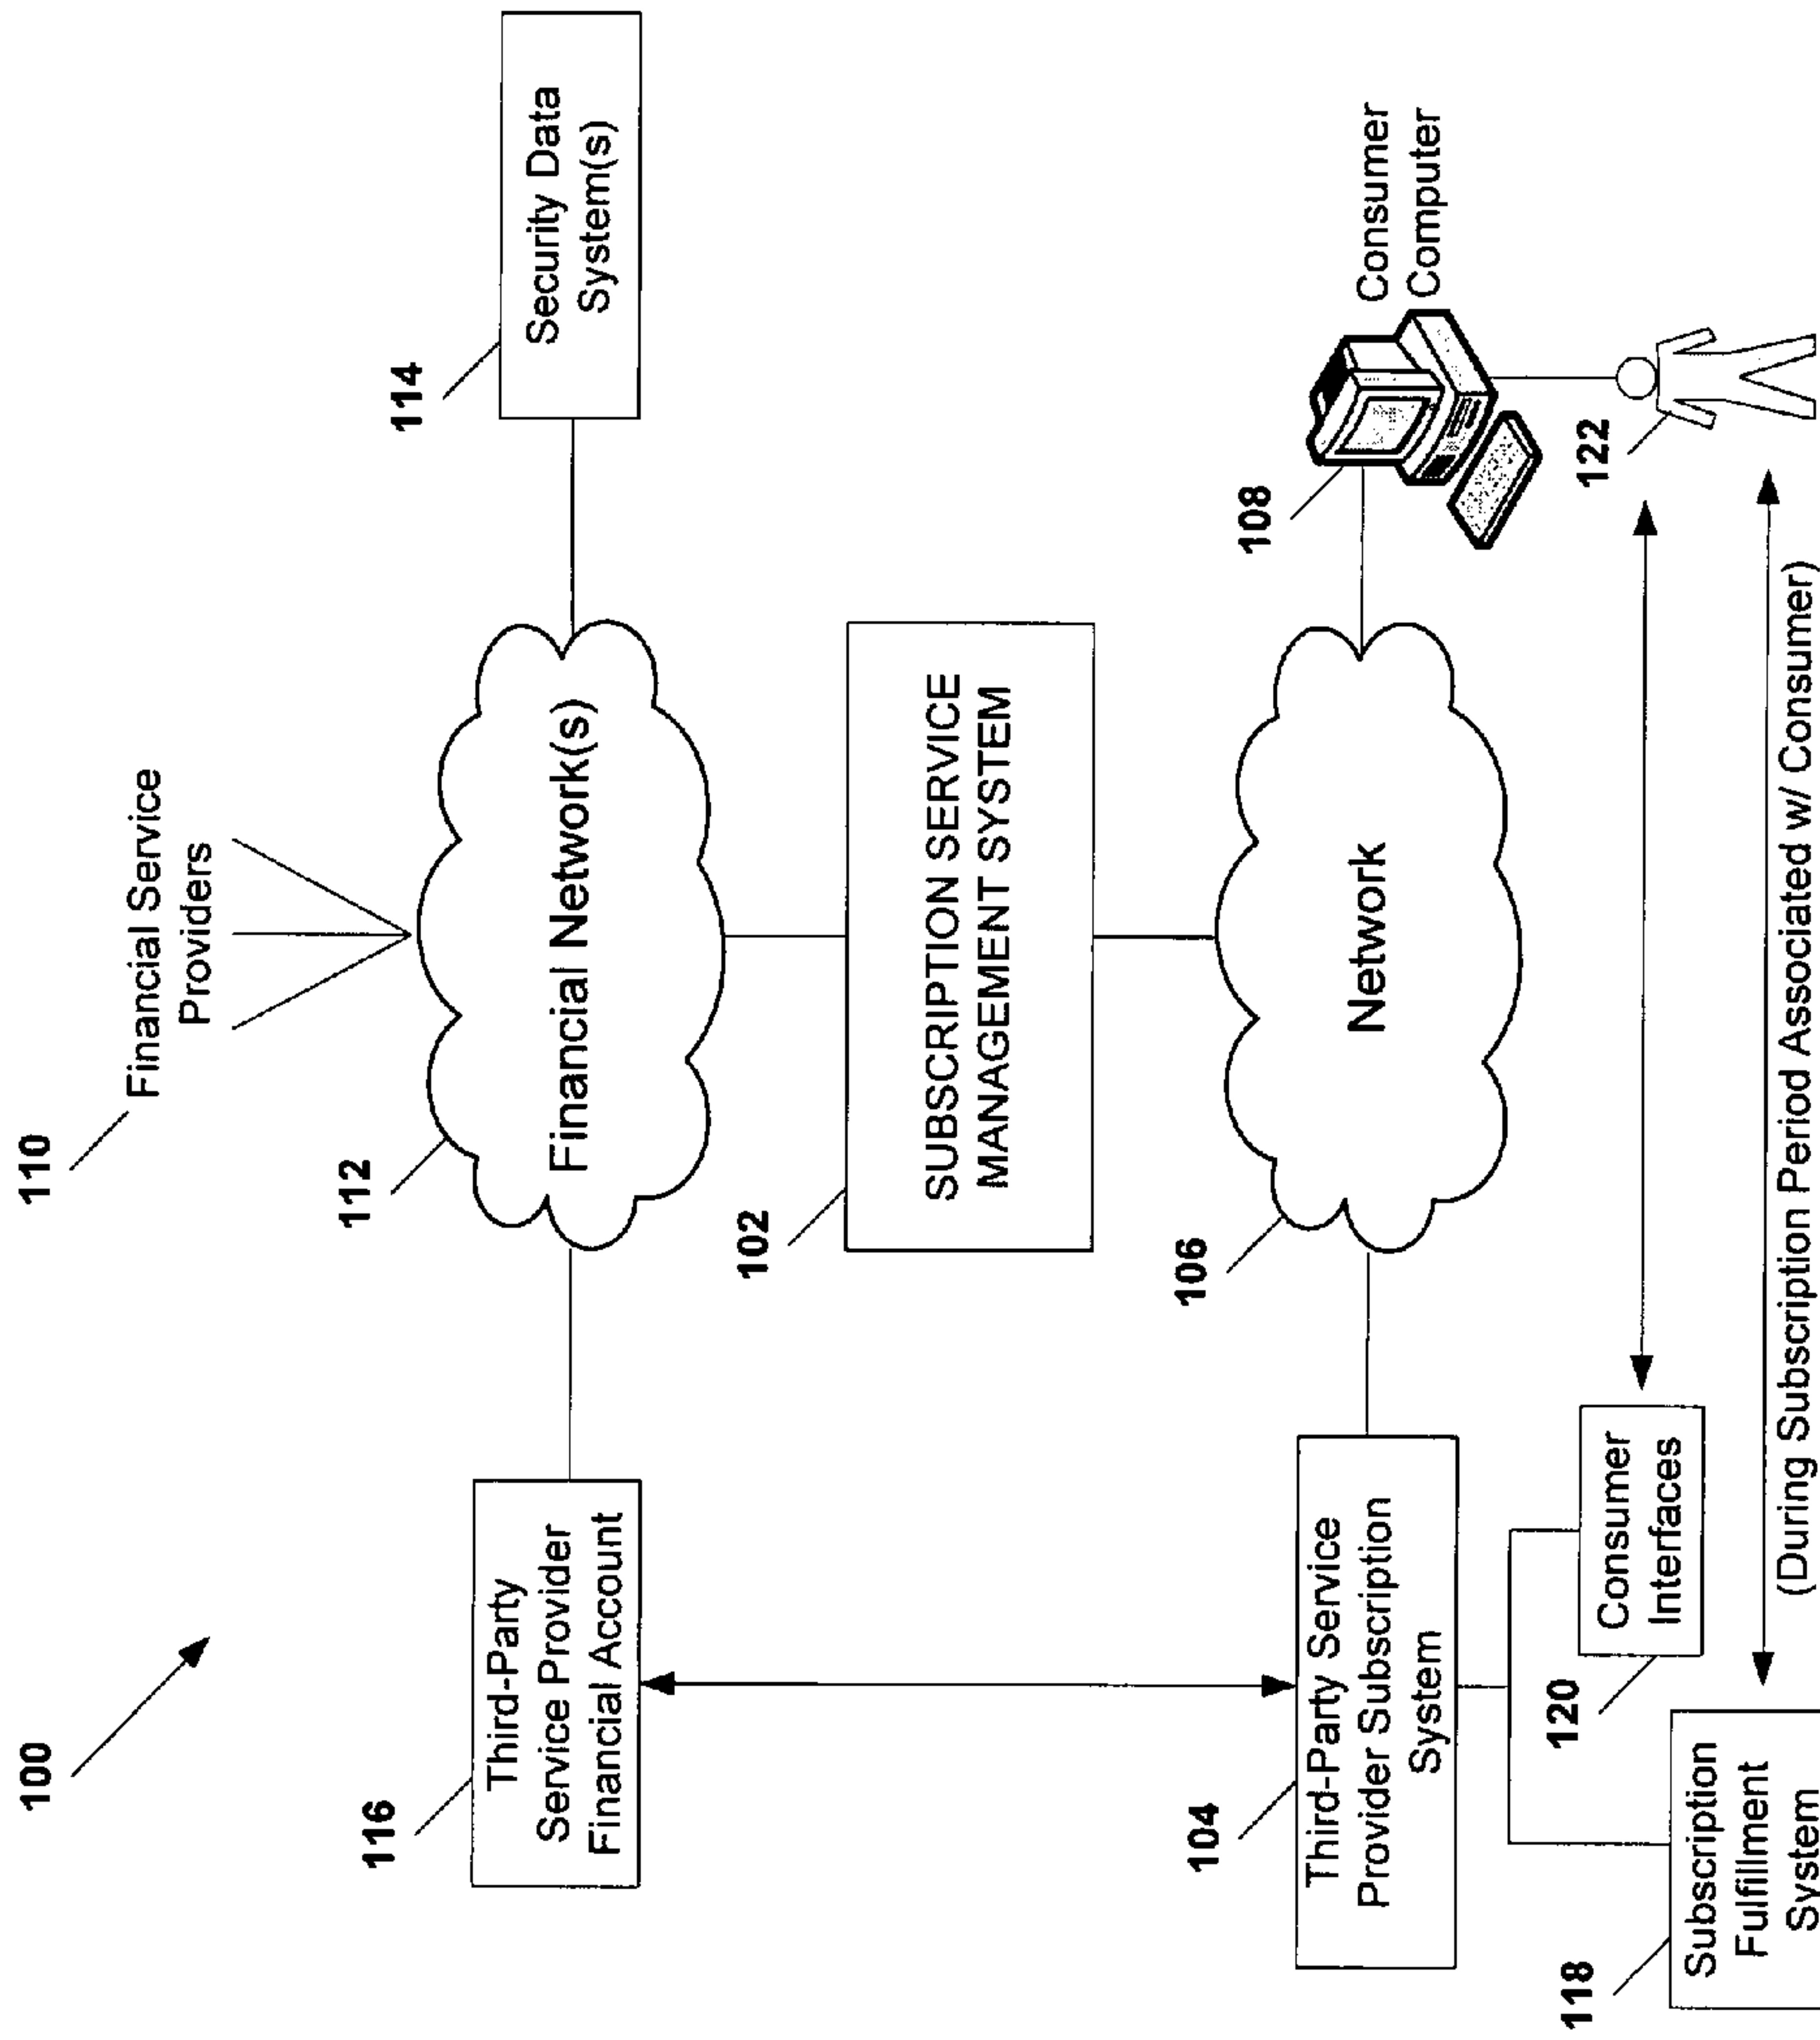 100
110
Financial Service
Providers
112
Financial Network(s)
114
Security Data
System(s)
116
Third-Party
Service Provider
Financial Account
102
SUBSCRIPTION SERVICE
MANAGEMENT SYSTEM
104
Third-Party Service
Provider Subscription
System
106
Network
108
Consumer
Computer
118
Subscription
Fulfillment
System
120
Consumer
Interfaces
122
(During Subscription Period Associated w/ Consumer)